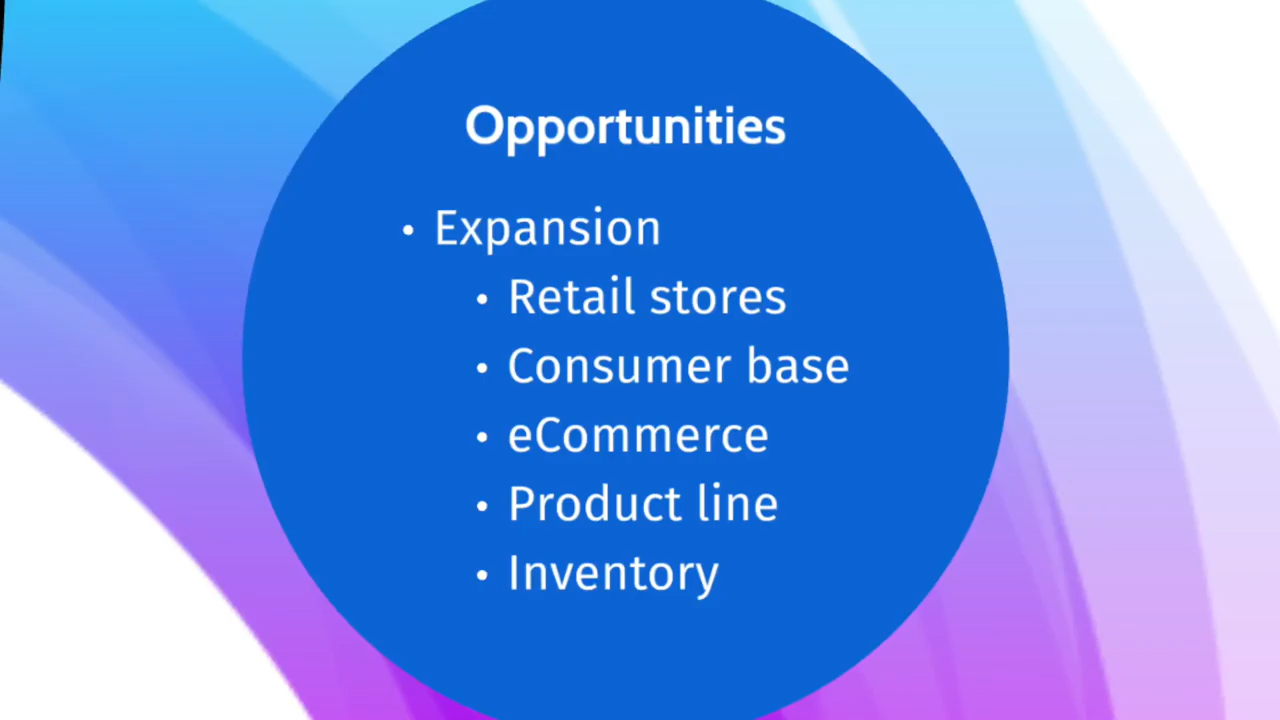 Opportunities
• Expansion
• Retail stores
• Consumer base
• eCommerce
• Product line
• Inventory